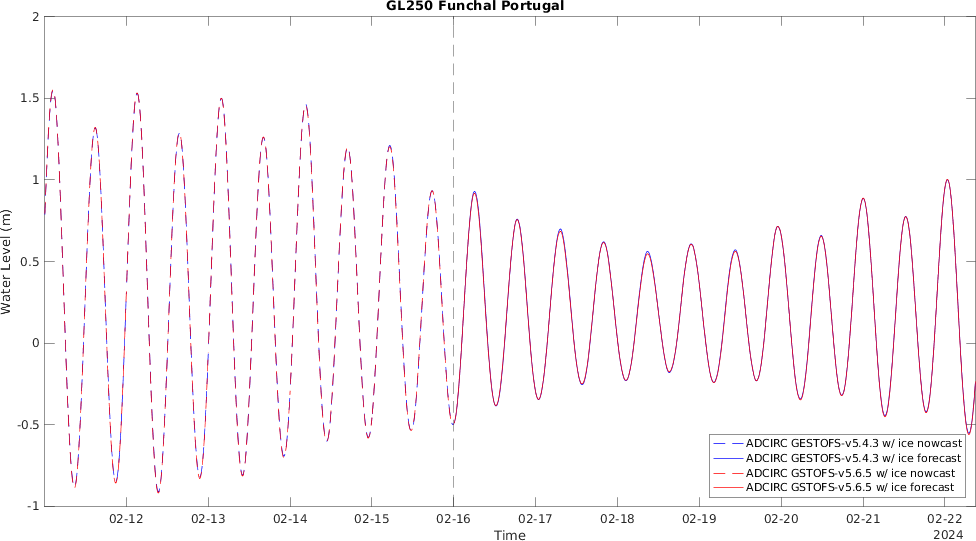 GL250 Funchal Portugal
2
1.5
1
0.5
0
-0.5
-1
Water Level (m)
02-12 02-13 02-14 02-15 02-16 02-17 02-18 02-19 02-20 02-21 02-22
2024
Time
ADCIRC GESTOFS-v5.4.3 w/ ice nowcast
ADCIRC GESTOFS-v5.4.3 w/ ice forecast
ADCIRC GSTOFS-v5.6.5 w/ ice nowcast
ADCIRC GSTOFS-v5.6.5 w/ ice forecast